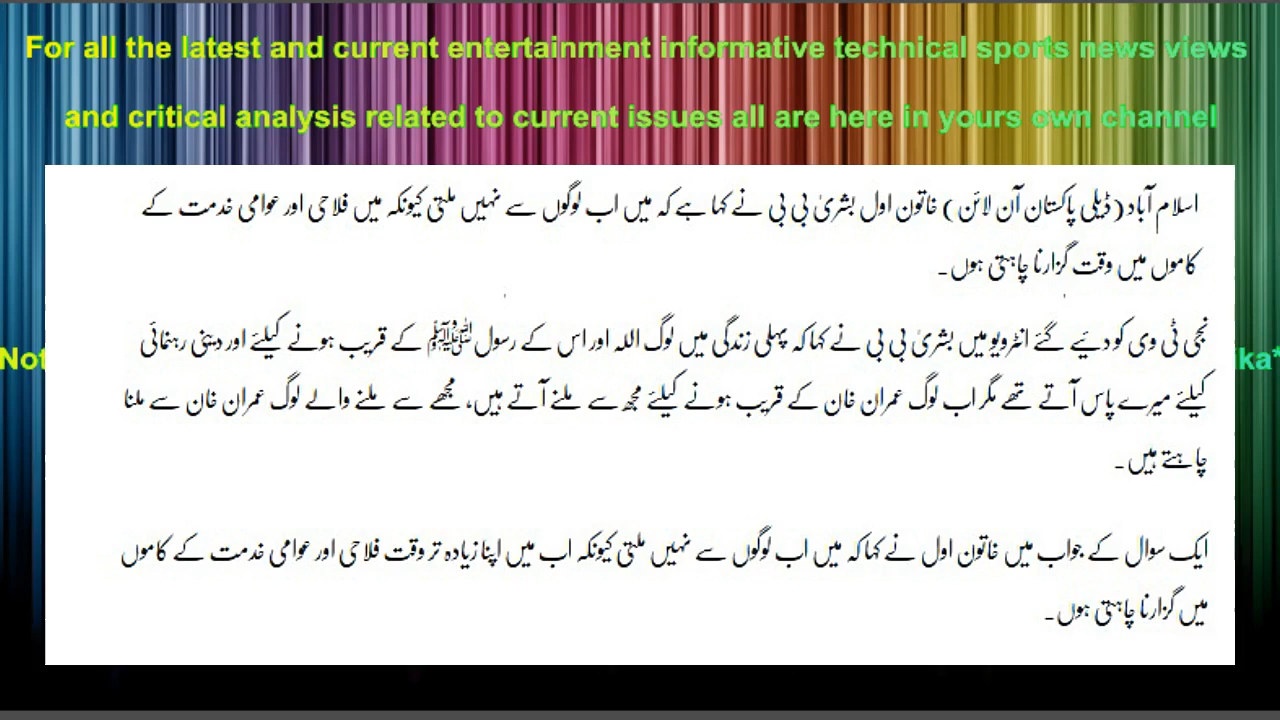 For all the latest and current entertainment informative technical sports news views
and critical analysis related to current issues all are here in yours own channel
اسلام آباد (ڈیلی پاکستان آن لائن) خاتون اول بشریٰ بی بی نے کہا ہے کہ میں اب لوگوں سے نہیں ملتی کیونکہ میں فلاحی اور عوامی خدمت کے
کاموں میں وقت گزارنا چاہتی ہوں۔
نجی ٹی وی کو دئیے گئے انٹرویو میں بشریٰ بی بی نے کہا کہ پہلی زندگی میں لوگ اللہ اور اس کے رسولﷺ کے قریب ہونے کیلئے اور دینی رہنمائی
کیلئے میرے پاس آتے تھے مگر اب لوگ عمران خان کے قریب ہونے کیلئے مجھ سے ملنے آتے ہیں، مجھے سے ملنے والے لوگ عمران خان سے ملنا
چاہتے ہیں۔
ایک سوال کے جواب میں خاتون اول نے کہا کہ میں اب لوگوں سے نہیں ملتی کیونکہ اب میں اپنا زیادہ تر وقت فلاحی اور عوامی خدمت کے کاموں
میں گزارنا چاہتی ہوں۔